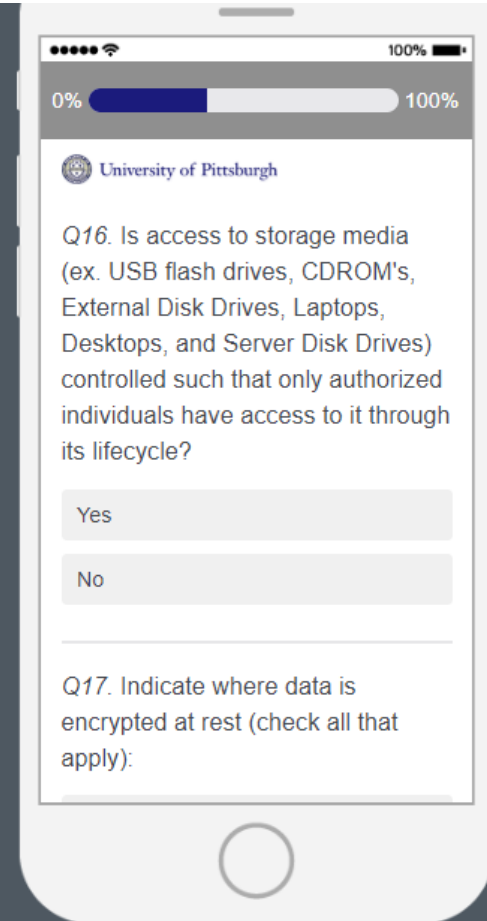 100%
0% 100%
University of Pittsburgh
Q16. Is access to storage media
(ex. USB flash drives, CDROM's,
External Disk Drives, Laptops,
Desktops, and Server Disk Drives)
controlled such that only authorized
individuals have access to it through
its lifecycle?
Yes
No
Q17. Indicate where data is
encrypted at rest (check all that
apply):